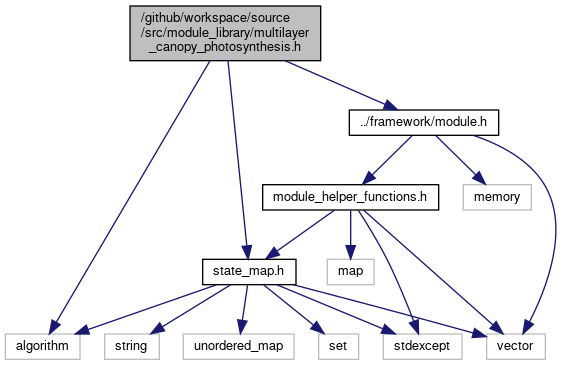 /github/workspace/source
/src/module_library/multilayer
_canopy_photosynthesis.h
../framework/module.h
module_helper_functions.h
memory
state_map.h
map
algorithm
string
unordered_map
set
stdexcept
vector